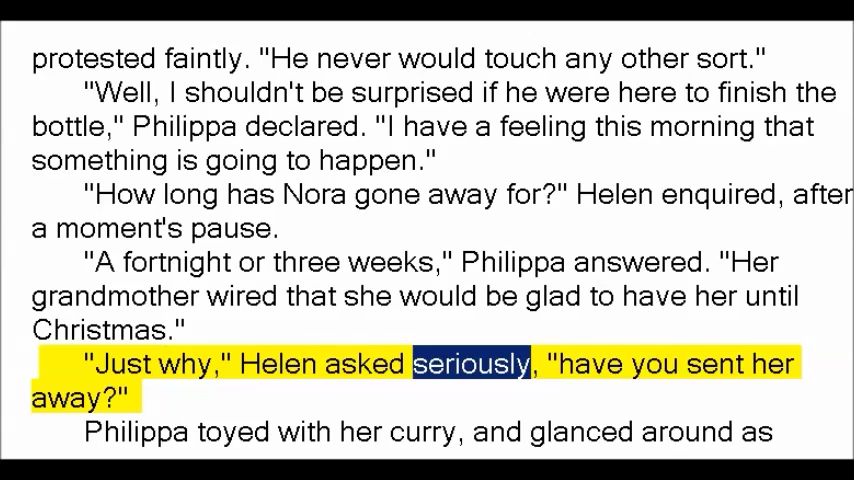 protested faintly. "He never would touch any other sort."
"Well, I shouldn't be surprised if he were here to finish the
bottle," Philippa declared. "I have a feeling this morning that
something is going to happen."
"How long has Nora gone away for?" Helen enquired, after
a moment's pause.
"A fortnight or three weeks," Philippa answered. "Her
grandmother wired that she would be glad to have her until
Christmas."
"Just why," Helen asked seriously, "have you sent her
away?"
Philippa toyed with her curry, and glanced around as